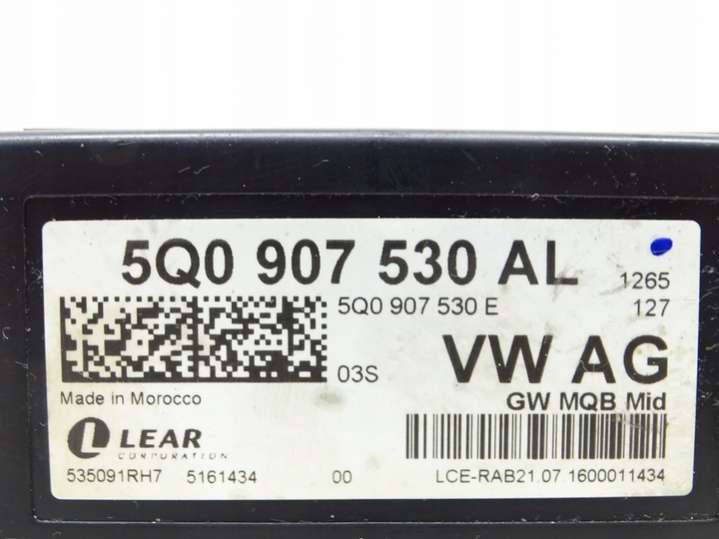 5Q0 907 530 AL
1265
5Q0 907 530 E
127
03S
VW AG
Made in Morocco
GW MQB Mid
LEAR
CORPORATION
535091RH7 5161434 00 LCE-RAB21.07.1600011434